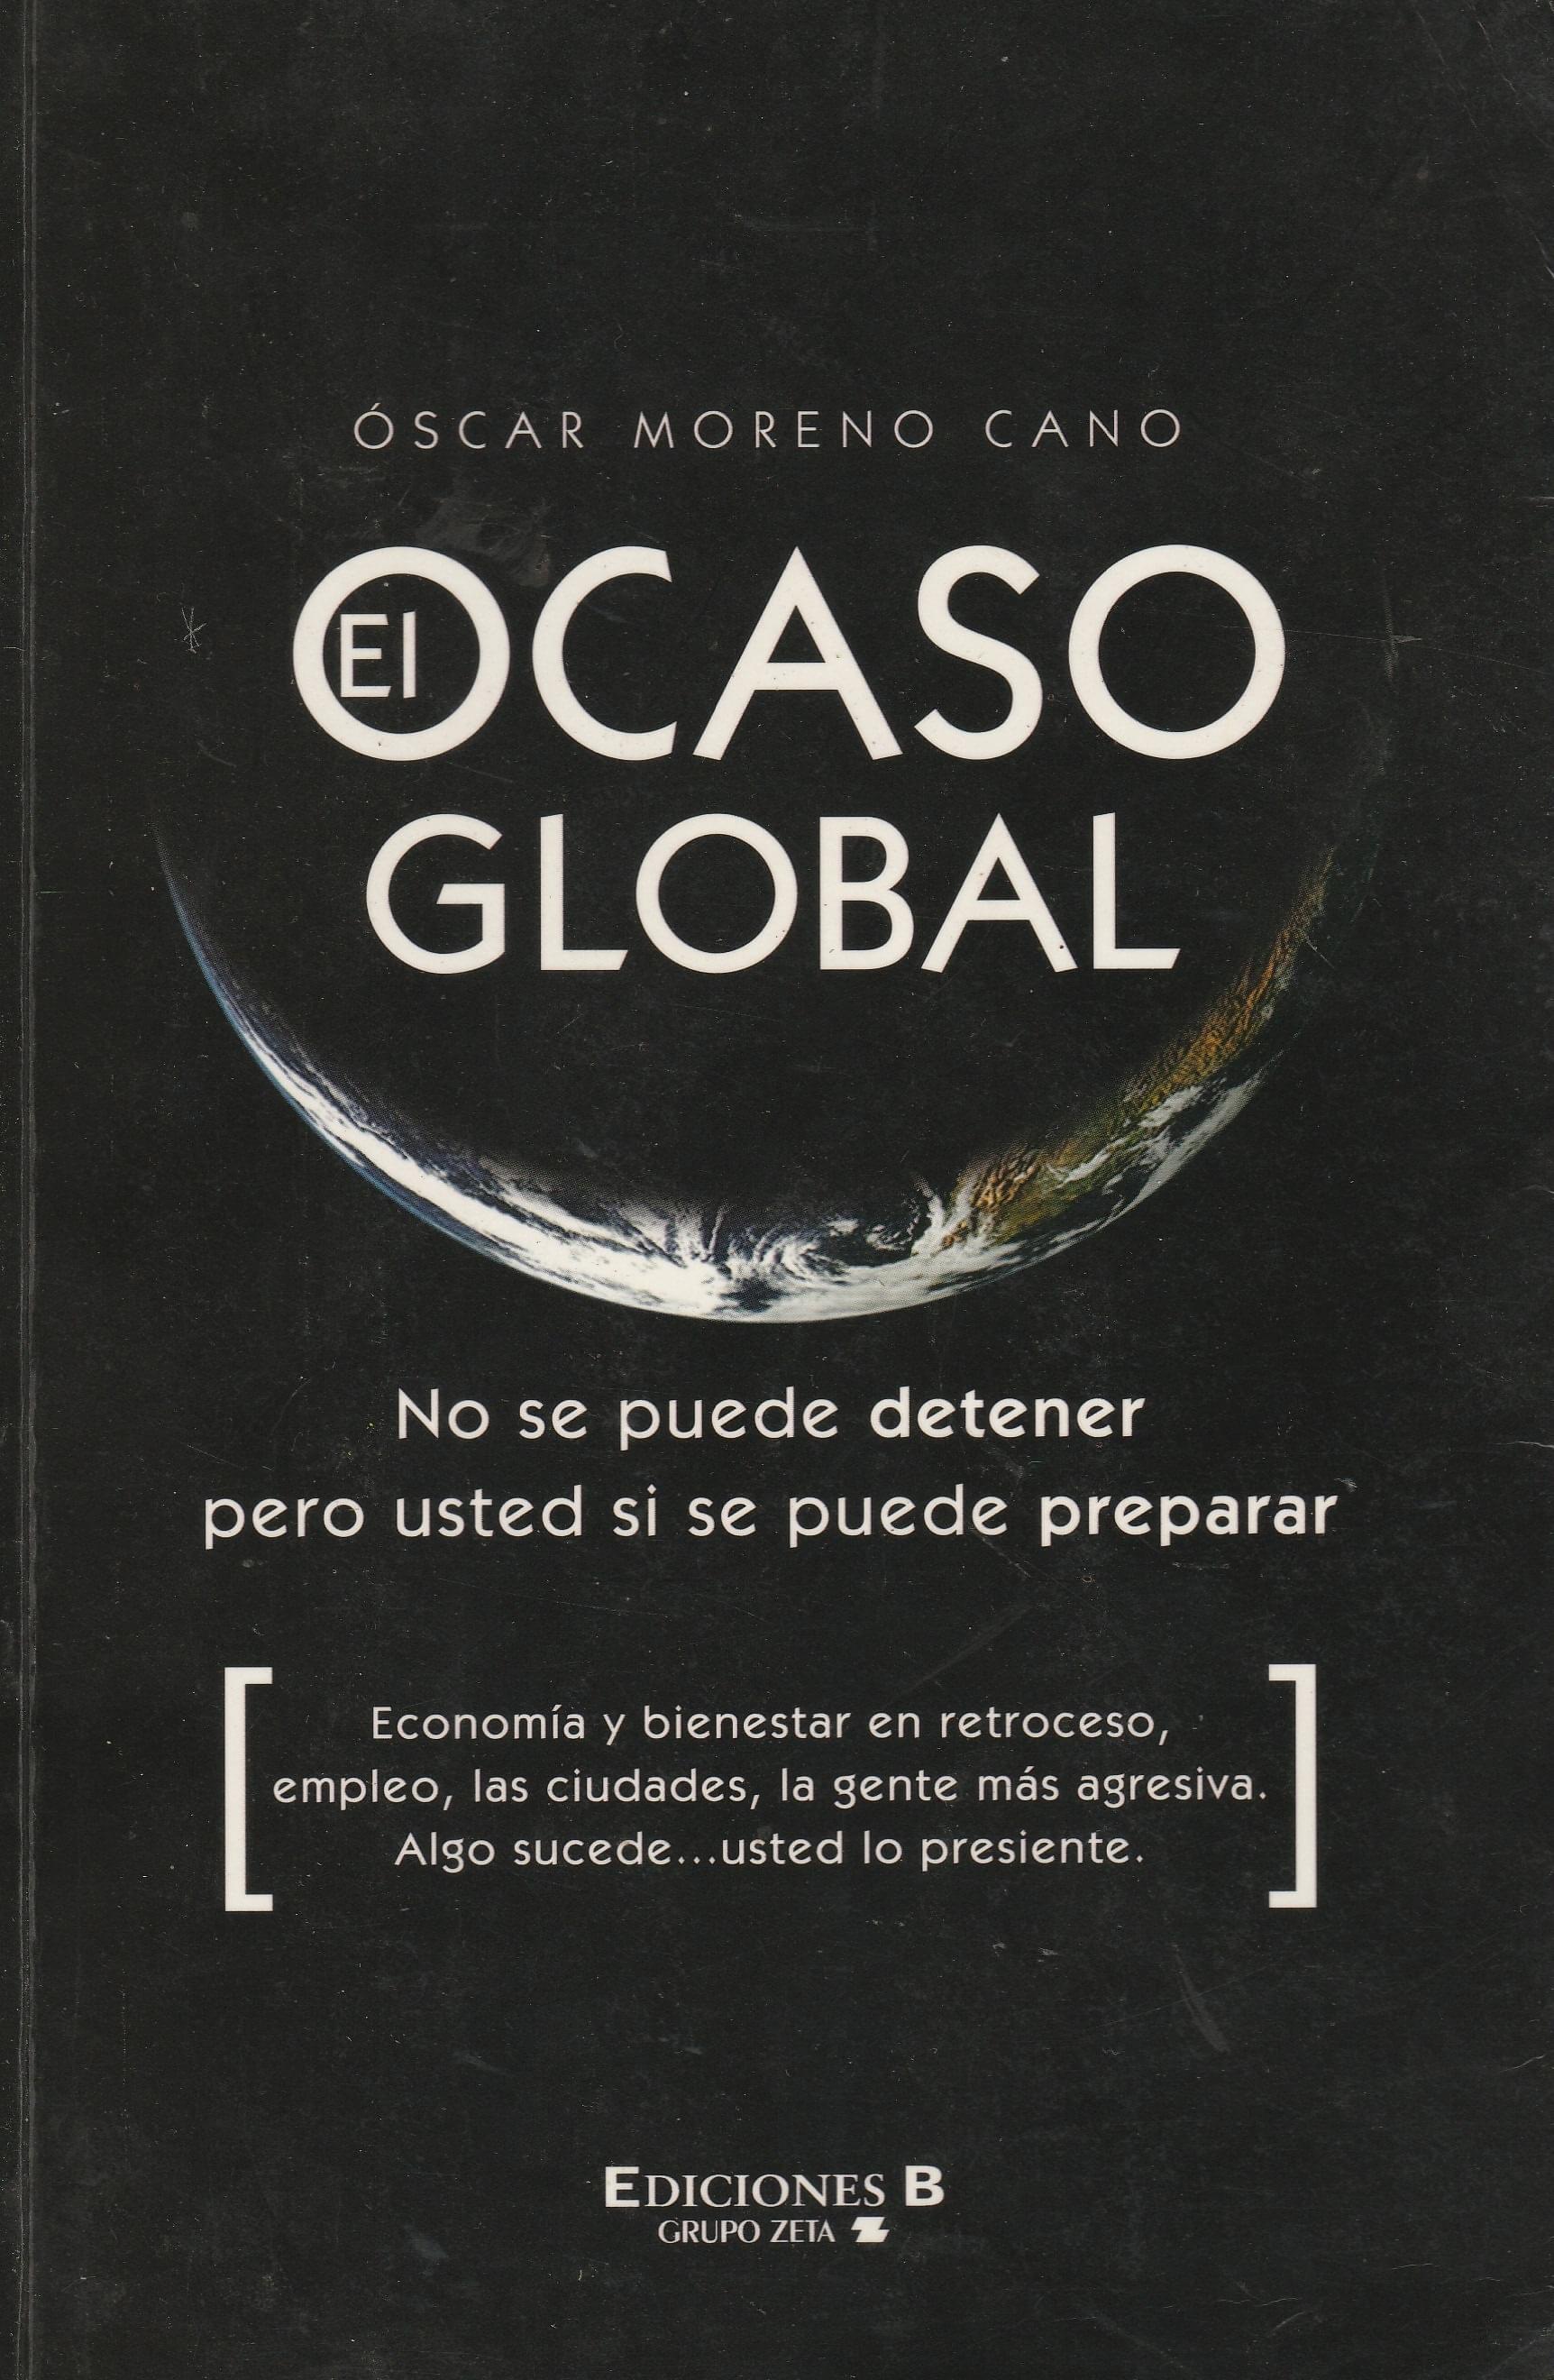 ÓSCAR MORENO CANO
El OCASO
GLOBAL
No se puede detener
pero usted si se puede preparar
Economía y bienestar en retroceso,
empleo, las ciudades, la gente más agresiva.
Algo sucede...usted lo presiente.
EDICIONES B
GRUPO ZETA